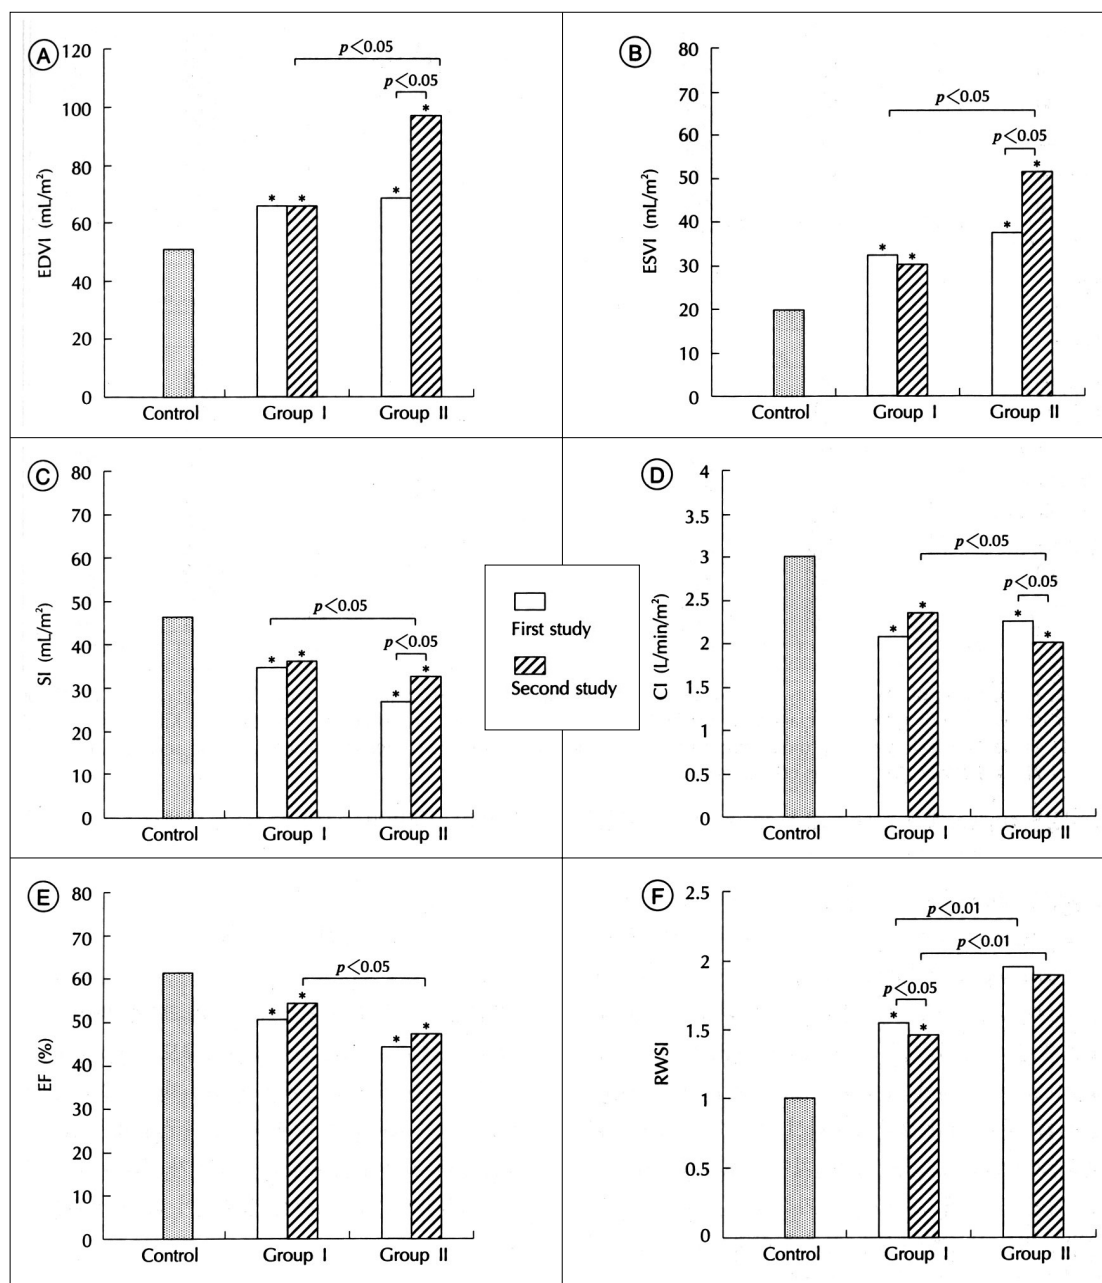 A
EDVI (mL/m²)
120
100
80
60
40
20
0
p<0.05
p<0.05
* * * *
Control Group I Group II
B
ESVI (mL/m²)
80
70
60
50
40
30
20
10
0
p<0.05
p<0.05
* * * *
Control Group I Group II
C
SI (mL/m²)
80
70
60
50
40
30
20
10
0
p<0.05
p<0.05
* * * *
Control Group I Group II
First study
Second study
D
CI (L/min/m²)
4
3.5
3
2.5
2
1.5
1
0.5
0
p<0.05
p<0.05
* * * *
Control Group I Group II
E
EF (%)
80
70
60
50
40
30
20
10
0
p<0.05
* * * *
Control Group I Group II
F
RWSI
2.5
2
1.5
1
0.5
0
p<0.01
p<0.01
p<0.05
* *
Control Group I Group II